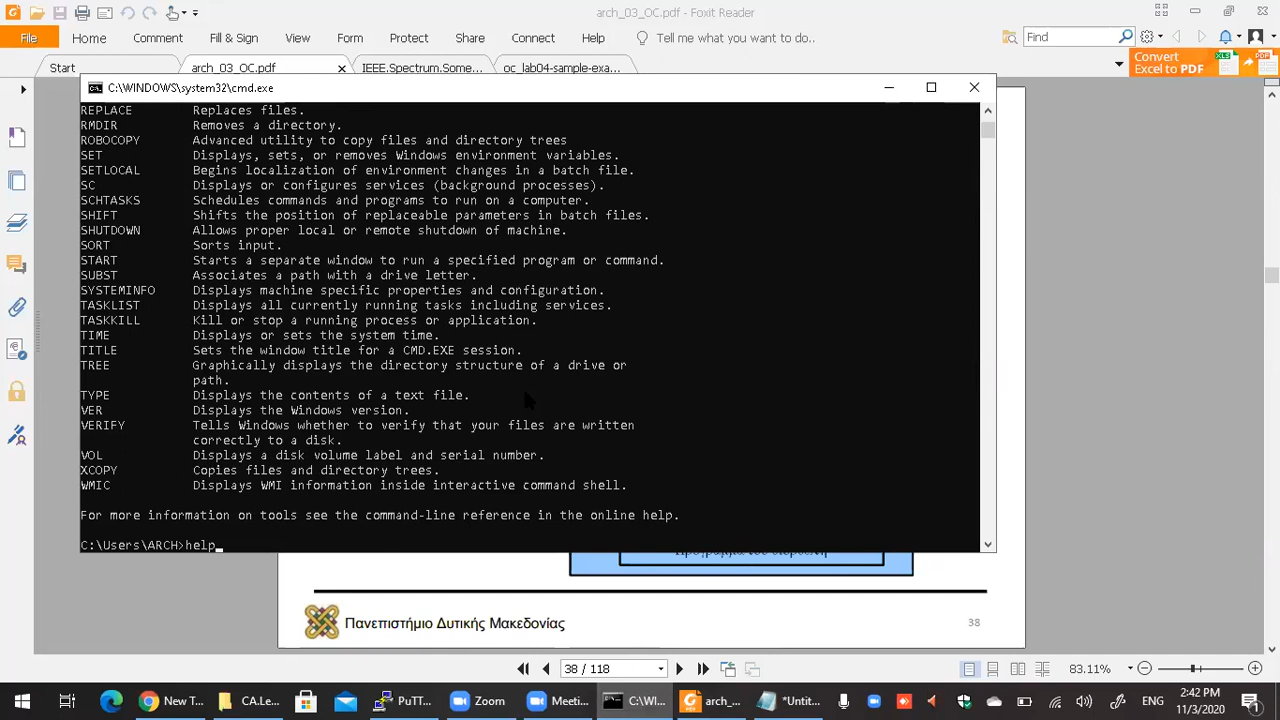 arch_03_OC.pdf - Foxit Reader
File Home Comment Fill & Sign View Form Protect Share Connect Help Tell me what you want to do.. Find
Start arch_03_OC.pdf IEEE.Spectrum.Some... oc_lab04-sample-exa...
Convert
Excel to PDF
C:\WINDOWS\system32\cmd.exe
REPLACE Replaces files.
RMDIR Removes a directory.
ROBOCOPY Advanced utility to copy files and directory trees
SET Displays, sets, or removes Windows environment variables.
SETLOCAL Begins localization of environment changes in a batch file.
SC Displays or configures services (background processes).
SCHTASKS Schedules commands and programs to run on a computer.
SHIFT Shifts the position of replaceable parameters in batch files.
SHUTDOWN Allows proper local or remote shutdown of machine.
SORT Sorts input.
START Starts a separate window to run a specified program or command.
SUBST Associates a path with a drive letter.
SYSTEMINFO Displays machine specific properties and configuration.
TASKLIST Displays all currently running tasks including services.
TASKKILL Kill or stop a running process or application.
TIME Displays or sets the system time.
TITLE Sets the window title for a CMD.EXE session.
TREE Graphically displays the directory structure of a drive or
path.
TYPE Displays the contents of a text file.
VER Displays the Windows version.
VERIFY Tells Windows whether to verify that your files are written
correctly to a disk.
VOL Displays a disk volume label and serial number.
XCOPY Copies files and directory trees.
WMIC Displays WMI information inside interactive command shell.
For more information on tools see the command-line reference in the online help.
C:\Users\ARCH>help_
Πανεπιστήμιο Δυτικής Μακεδονίας 38
38 / 118 83.11%
New T... CA.Le... PuTT... Zoom Meeti... C:\WI... arch_... *Untit... ENG 2:42 PM
11/3/2020